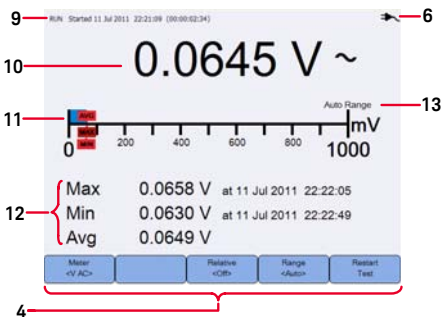 9 RUN Started 11 Jul 2011 22:21:09 (00:00:02:34) 6
10 0.0645 V ~
Auto Range 13
11 AVG
MAX
MIN
0 200 400 600 800 1000 mV
12 Max 0.0658 V at 11 Jul 2011 22:22:05
Min 0.0630 V at 11 Jul 2011 22:22:49
Avg 0.0649 V
Meter Relative Range Restart
<V AC> <Off> <Auto> Test
4